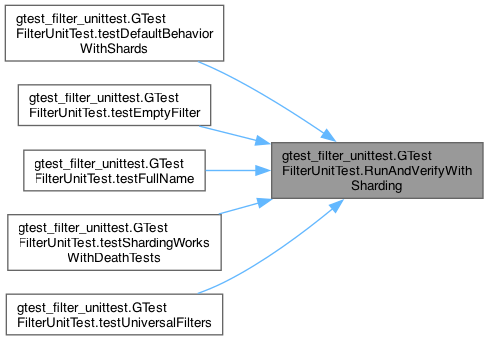 gtest_filter_unittest.GTest
FilterUnitTest.testDefaultBehavior
WithShards
gtest_filter_unittest.GTest
FilterUnitTest.testEmptyFilter
gtest_filter_unittest.GTest
FilterUnitTest.RunAndVerifyWith
Sharding
gtest_filter_unittest.GTest
FilterUnitTest.testFullName
gtest_filter_unittest.GTest
FilterUnitTest.testShardingWorks
WithDeathTests
gtest_filter_unittest.GTest
FilterUnitTest.testUniversalFilters